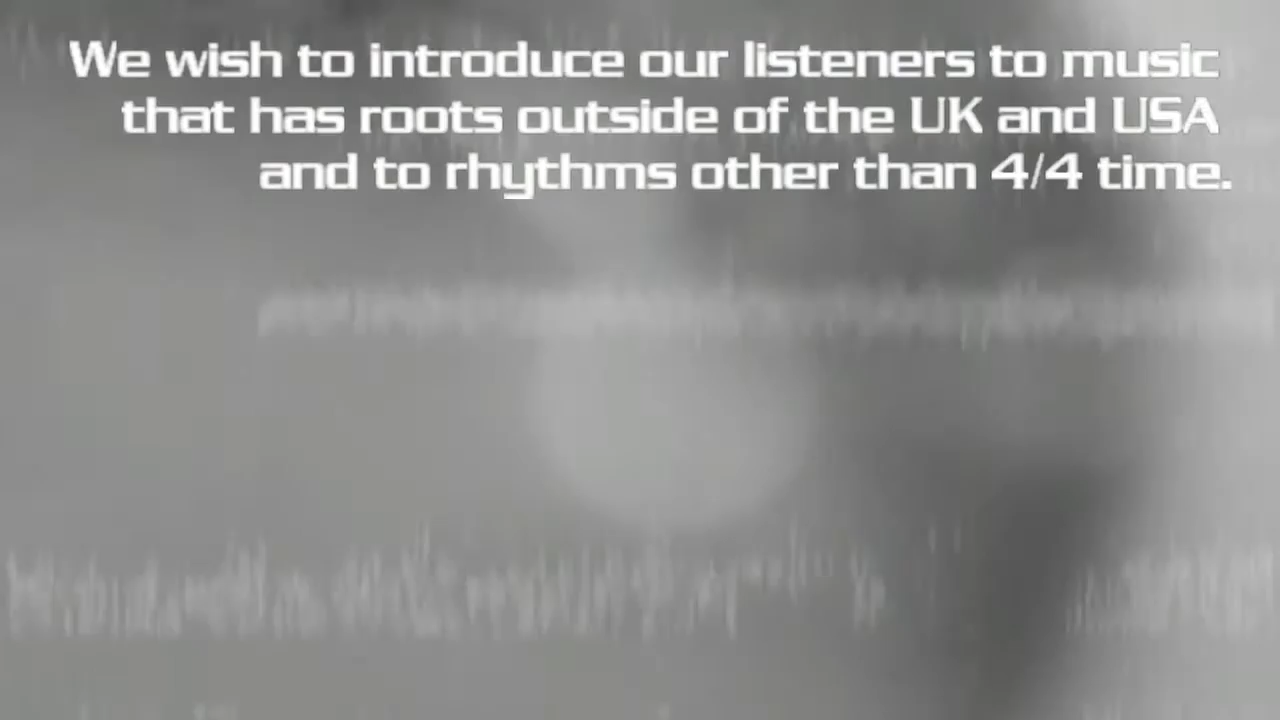 We wish to introduce our listeners to music
that has roots outside of the UK and USA
and to rhythms other than 4/4 time.